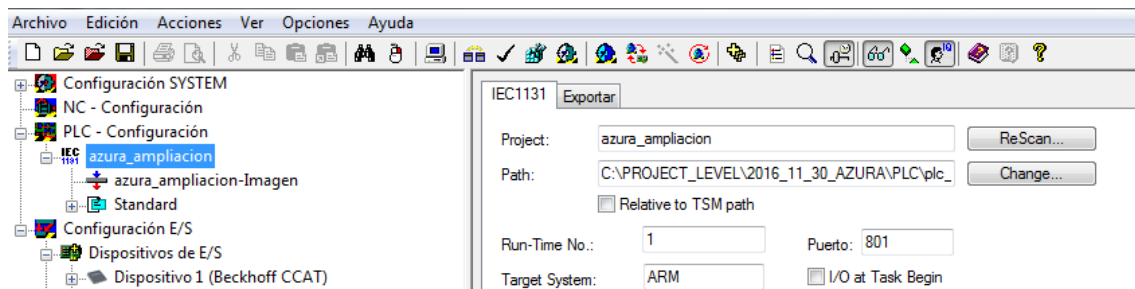 Archivo Edición Acciones Ver Opciones Ayuda
Configuración SYSTEM
NC - Configuración
PLC - Configuración
IEC 1131 azura_ampliacion
azura_ampliacion-Imagen
Standard
Configuración E/S
Dispositivos de E/S
Dispositivo 1 (Beckhoff CCAT)
IEC1131 Exportar
Project: azura_ampliacion ReScan...
Path: C:\PROJECT_LEVEL\2016_11_30_AZURA\PLC\plc_ Change...
Relative to TSM path
Run-Time No.: 1 Puerto: 801
Target System: ARM I/O at Task Begin